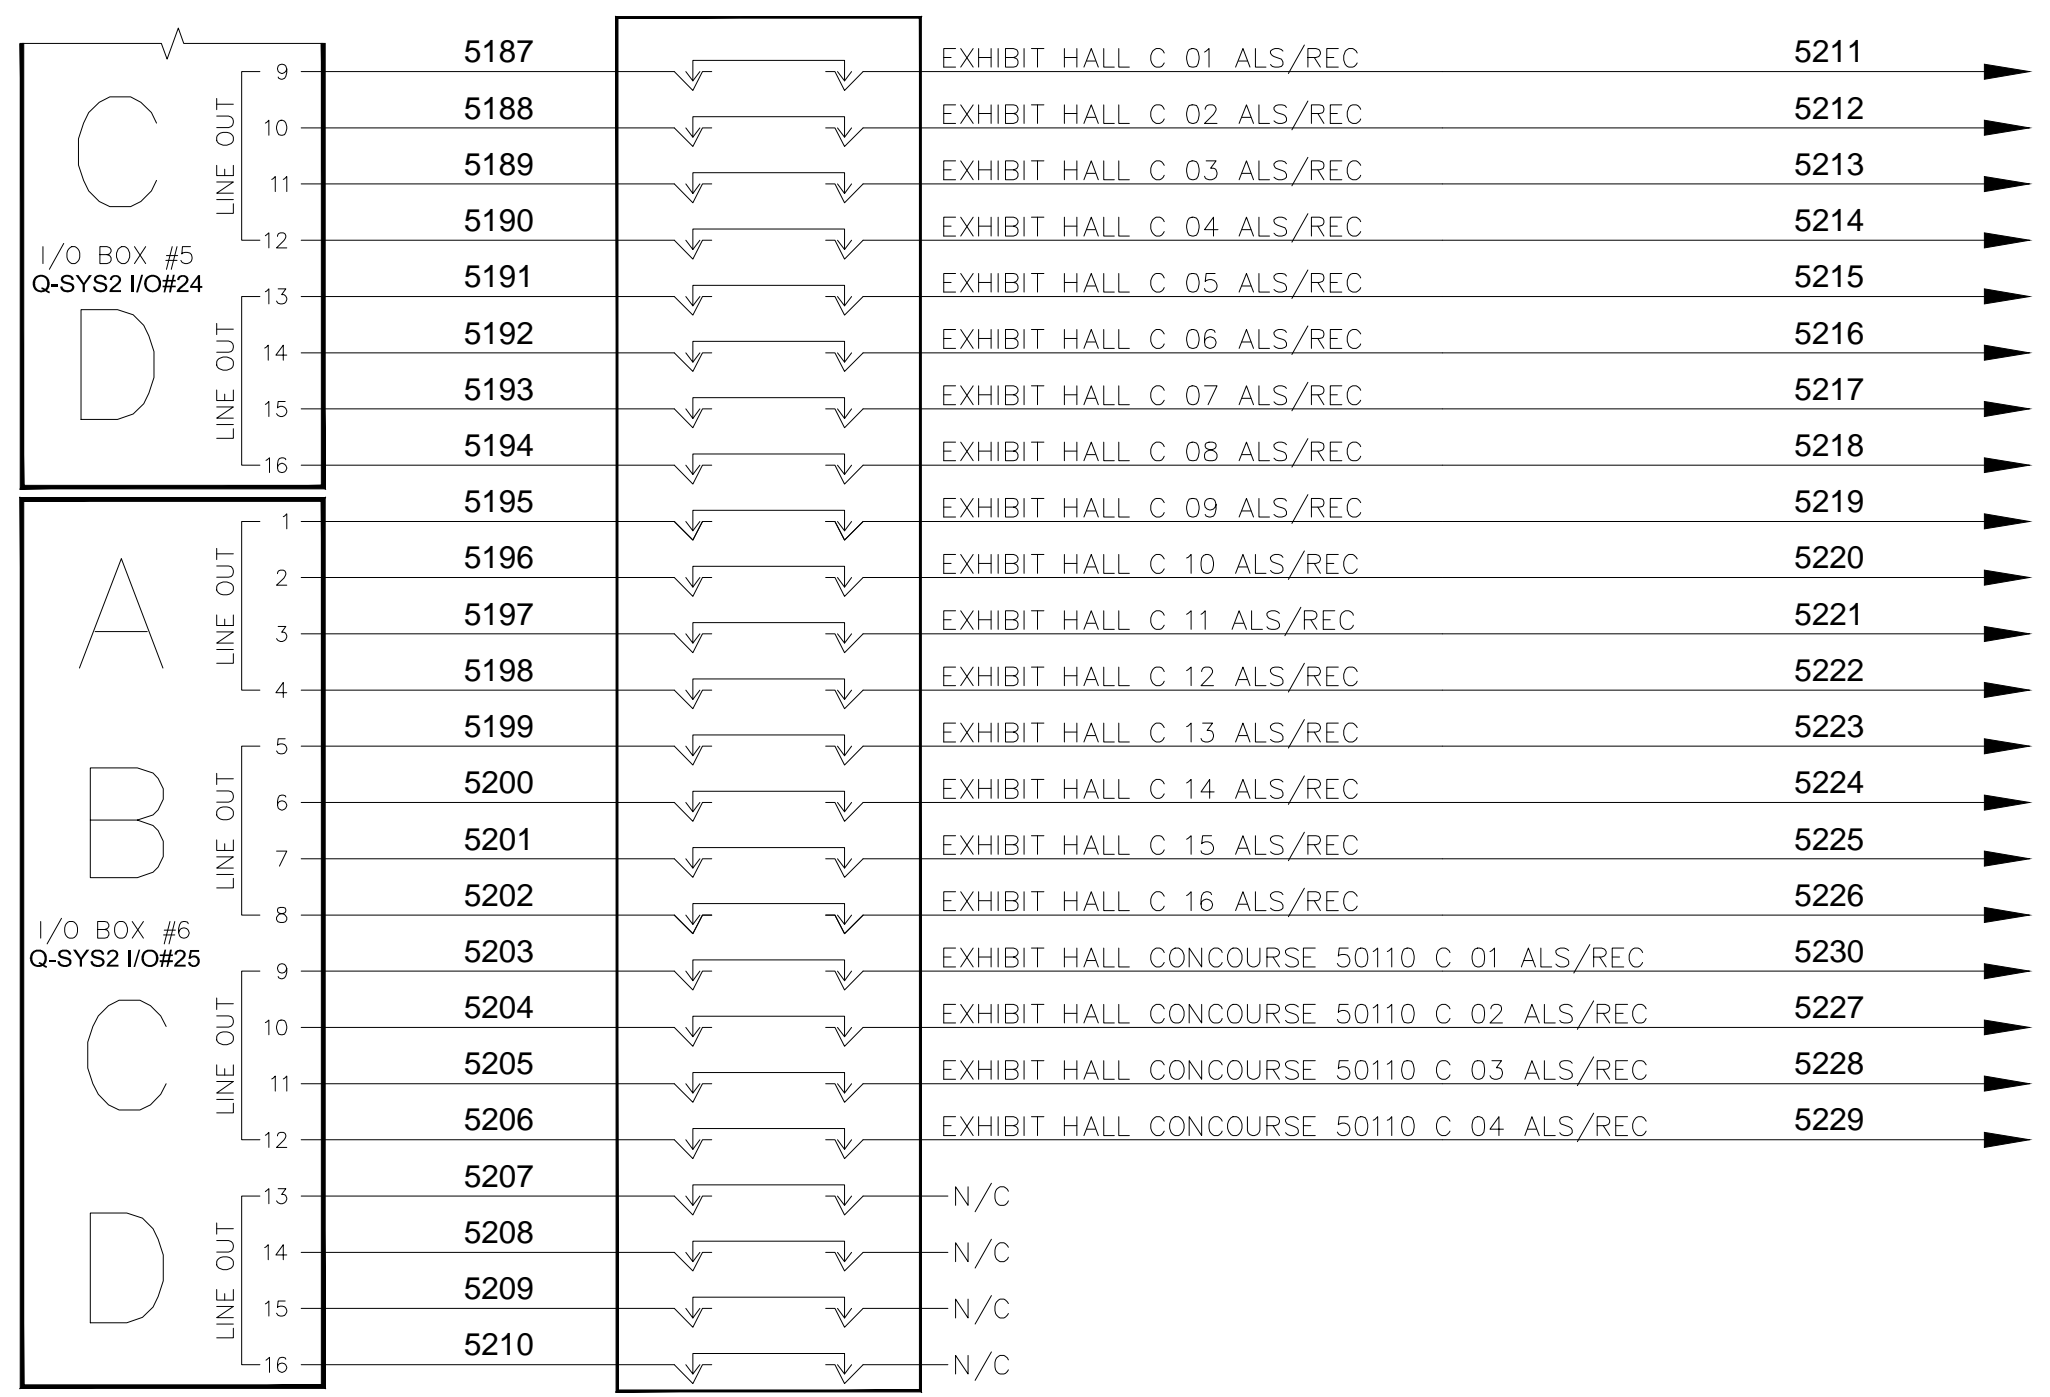 5187 EXHIBIT HALL C 01 ALS/REC 5211
9
5188 EXHIBIT HALL C 02 ALS/REC 5212
10
5189 EXHIBIT HALL C 03 ALS/REC 5213
11
5190 EXHIBIT HALL C 04 ALS/REC 5214
12
C
LINE OUT
I/O BOX #5
Q-SYS2 I/O#24
5191 EXHIBIT HALL C 05 ALS/REC 5215
13
5192 EXHIBIT HALL C 06 ALS/REC 5216
14
5193 EXHIBIT HALL C 07 ALS/REC 5217
15
5194 EXHIBIT HALL C 08 ALS/REC 5218
16
D
LINE OUT
5195 EXHIBIT HALL C 09 ALS/REC 5219
1
5196 EXHIBIT HALL C 10 ALS/REC 5220
2
5197 EXHIBIT HALL C 11 ALS/REC 5221
3
5198 EXHIBIT HALL C 12 ALS/REC 5222
4
A
LINE OUT
5199 EXHIBIT HALL C 13 ALS/REC 5223
5
5200 EXHIBIT HALL C 14 ALS/REC 5224
6
5201 EXHIBIT HALL C 15 ALS/REC 5225
7
5202 EXHIBIT HALL C 16 ALS/REC 5226
8
B
LINE OUT
I/O BOX #6
Q-SYS2 I/O#25
5203 EXHIBIT HALL CONCOURSE 50110 C 01 ALS/REC 5230
9
5204 EXHIBIT HALL CONCOURSE 50110 C 02 ALS/REC 5227
10
5205 EXHIBIT HALL CONCOURSE 50110 C 03 ALS/REC 5228
11
5206 EXHIBIT HALL CONCOURSE 50110 C 04 ALS/REC 5229
12
C
LINE OUT
5207
13 N/C
5208
14 N/C
5209
15 N/C
5210
16 N/C
D
LINE OUT